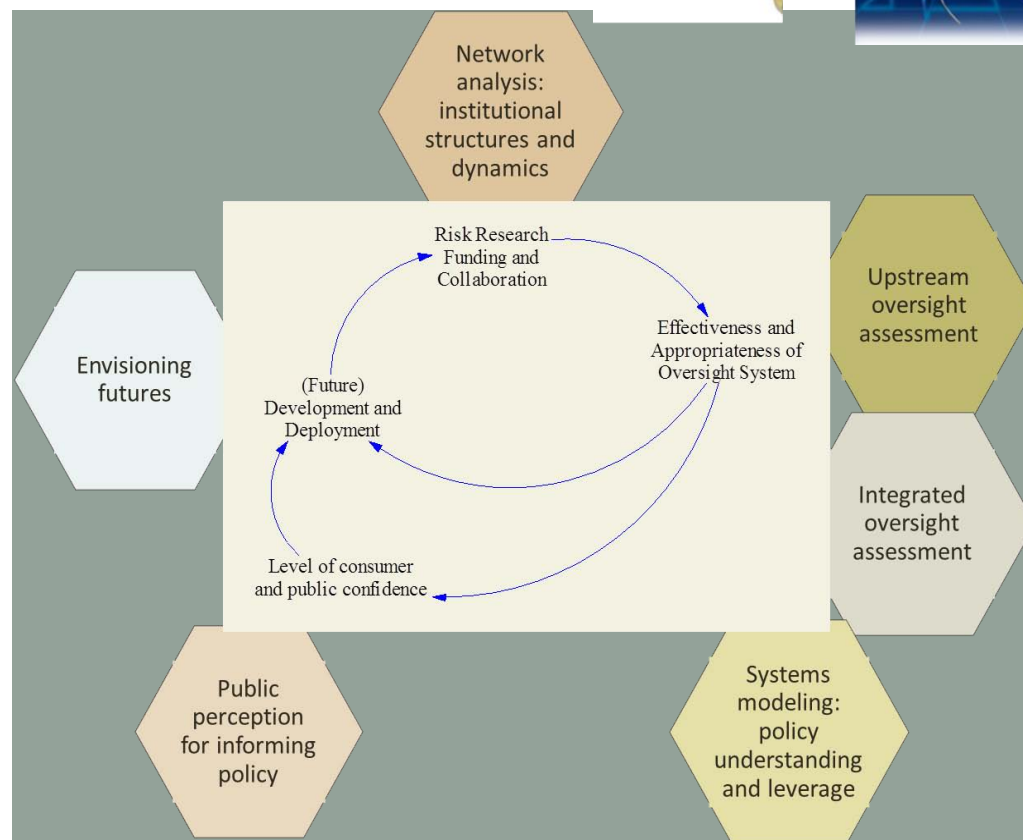 Network
analysis:
institutional
structures and
dynamics
Risk Research
Funding and
Collaboration
Upstream
oversight
assessment
Effectiveness and
Appropriateness of
Oversight System
Envisioning
futures
(Future)
Development and
Deployment
Integrated
oversight
assessment
Level of consumer
and public confidence
Public
perception
for informing
policy
Systems
modeling:
policy
understanding
and leverage